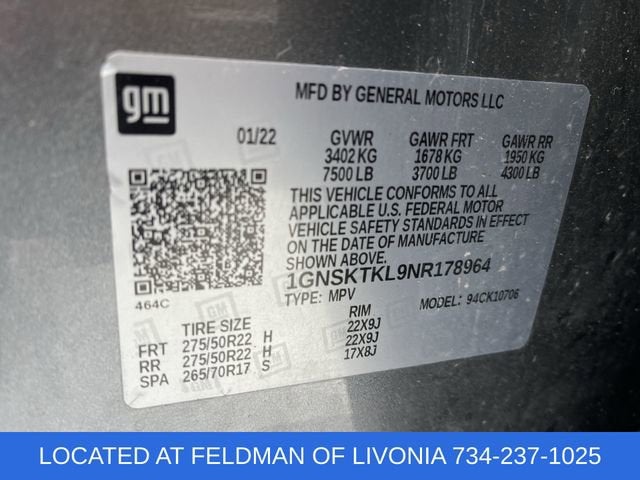 gm
MFD BY GENERAL MOTORS LLC
01/22 GVWR GAWR FRT GAWR RR
3402 KG 1678 KG 1950 KG
7500 LB 3700 LB 4300 LB
THIS VEHICLE CONFORMS TO ALL
APPLICABLE U.S. FEDERAL MOTOR
VEHICLE SAFETY STANDARDS IN EFFECT
ON THE DATE OF MANUFACTURE
1GNSKTKL9NR178964
464C
TYPE: MPV MODEL: 94CK10706
TIRE SIZE RIM
FRT 275/50R22 H 22X9J
RR 275/50R22 H 22X9J
SPA 265/70R17 S 17X8J
LOCATED AT FELDMAN OF LIVONIA 734-237-1025